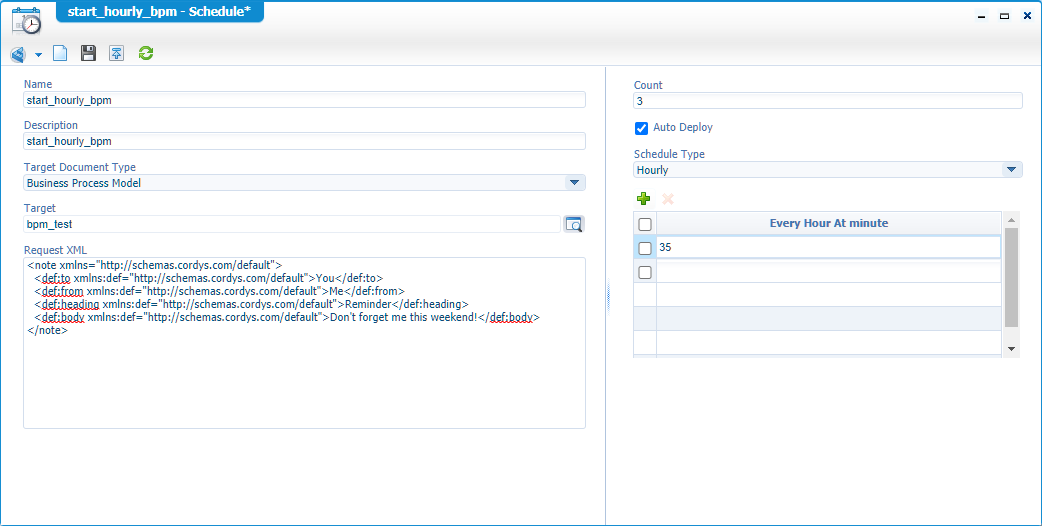 start_hourly_bpm - Schedule*
Name
start_hourly_bpm
Description
start_hourly_bpm
Target Document Type
Business Process Model
Target
bpm_test
Request XML
<note xmlns="http://schemas.cordys.com/default">
<def:to xmlns:def="http://schemas.cordys.com/default">You</def:to>
<def:from xmlns:def="http://schemas.cordys.com/default">Me</def:from>
<def:heading xmlns:def="http://schemas.cordys.com/default">Reminder</def:heading>
<def:body xmlns:def="http://schemas.cordys.com/default">Don't forget me this weekend!</def:body>
</note>
Count
3
Auto Deploy
Schedule Type
Hourly
Every Hour At minute
35